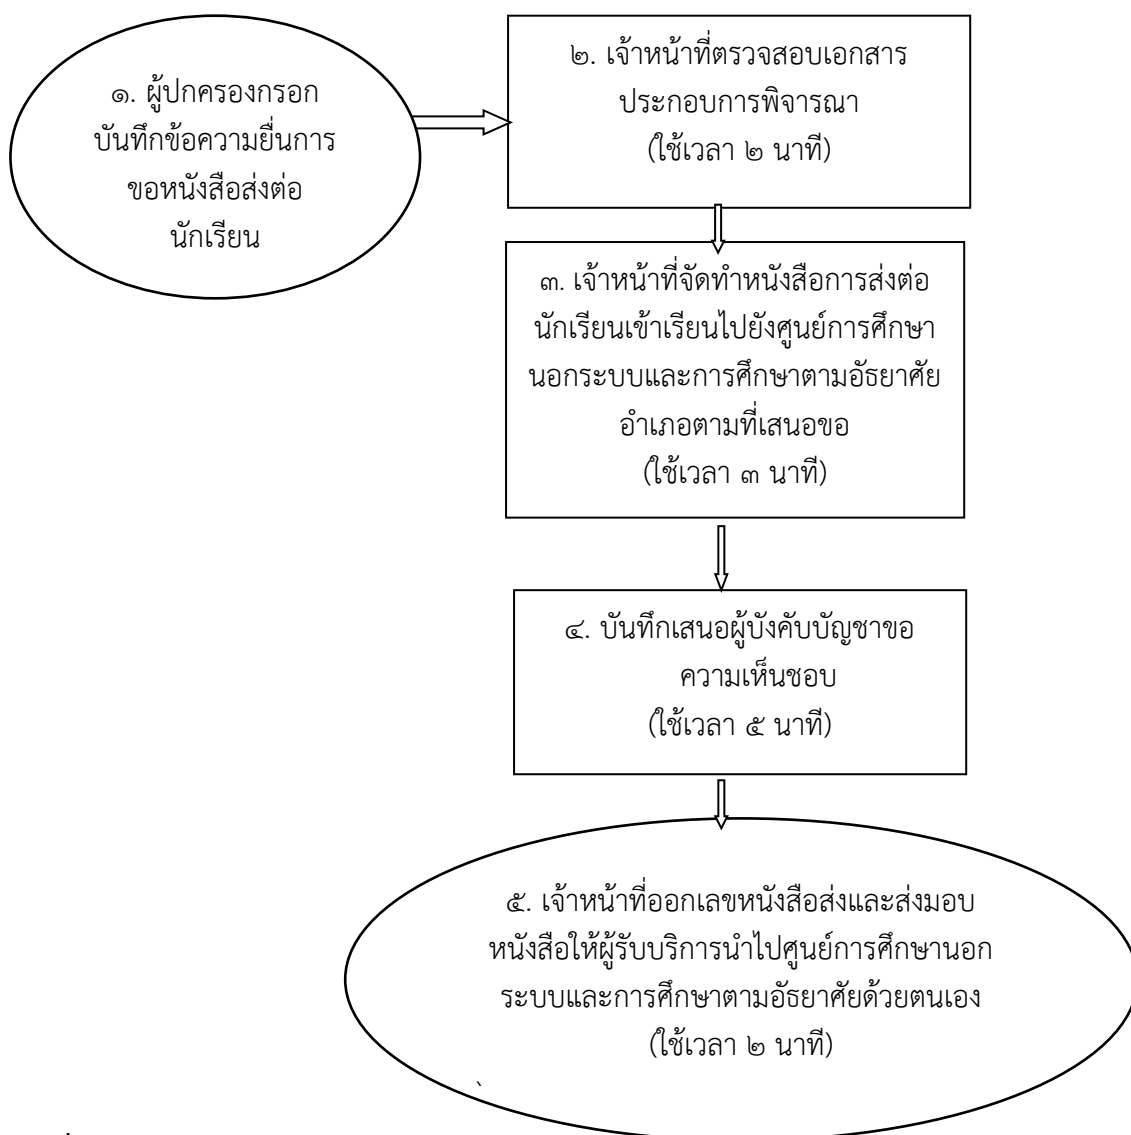 ๑. ผู้ปกครองกรอก
บันทึกข้อความยื่นการ
ขอหนังสือส่งต่อ
นักเรียน
๒. เจ้าหน้าที่ตรวจสอบเอกสาร
ประกอบการพิจารณา
(ใช้เวลา ๒ นาที)
๓. เจ้าหน้าที่จัดทำหนังสือการส่งต่อ
นักเรียนเข้าเรียนไปยังศูนย์การศึกษา
นอกระบบและการศึกษาตามอัธยาศัย
อำเภอตามที่เสนอขอ
(ใช้เวลา ๓ นาที)
๔. บันทึกเสนอผู้บังคับบัญชาขอ
ความเห็นชอบ
(ใช้เวลา ๕ นาที)
๕. เจ้าหน้าที่ออกเลขหนังสือส่งและส่งมอบ
หนังสือให้ผู้รับบริการนำไปศูนย์การศึกษานอก
ระบบและการศึกษาตามอัธยาศัยด้วยตนเอง
(ใช้เวลา ๒ นาที)